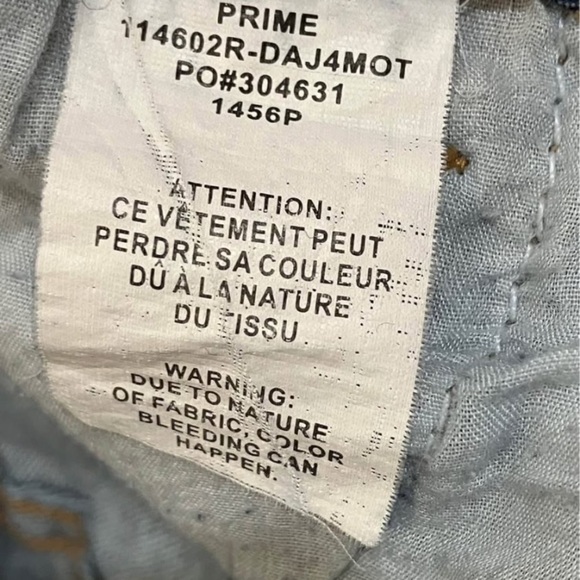 PRIME
114602R-DAJ4MOT
PO#304631
1456P
ATTENTION:
CE VÊTEMENT PEUT
PERDRE SA COULEUR
DÛ À LA NATURE
DU TISSU
WARNING:
DUE TO NATURE
OF FABRIC, COLOR
BLEEDING CAN
HAPPEN.